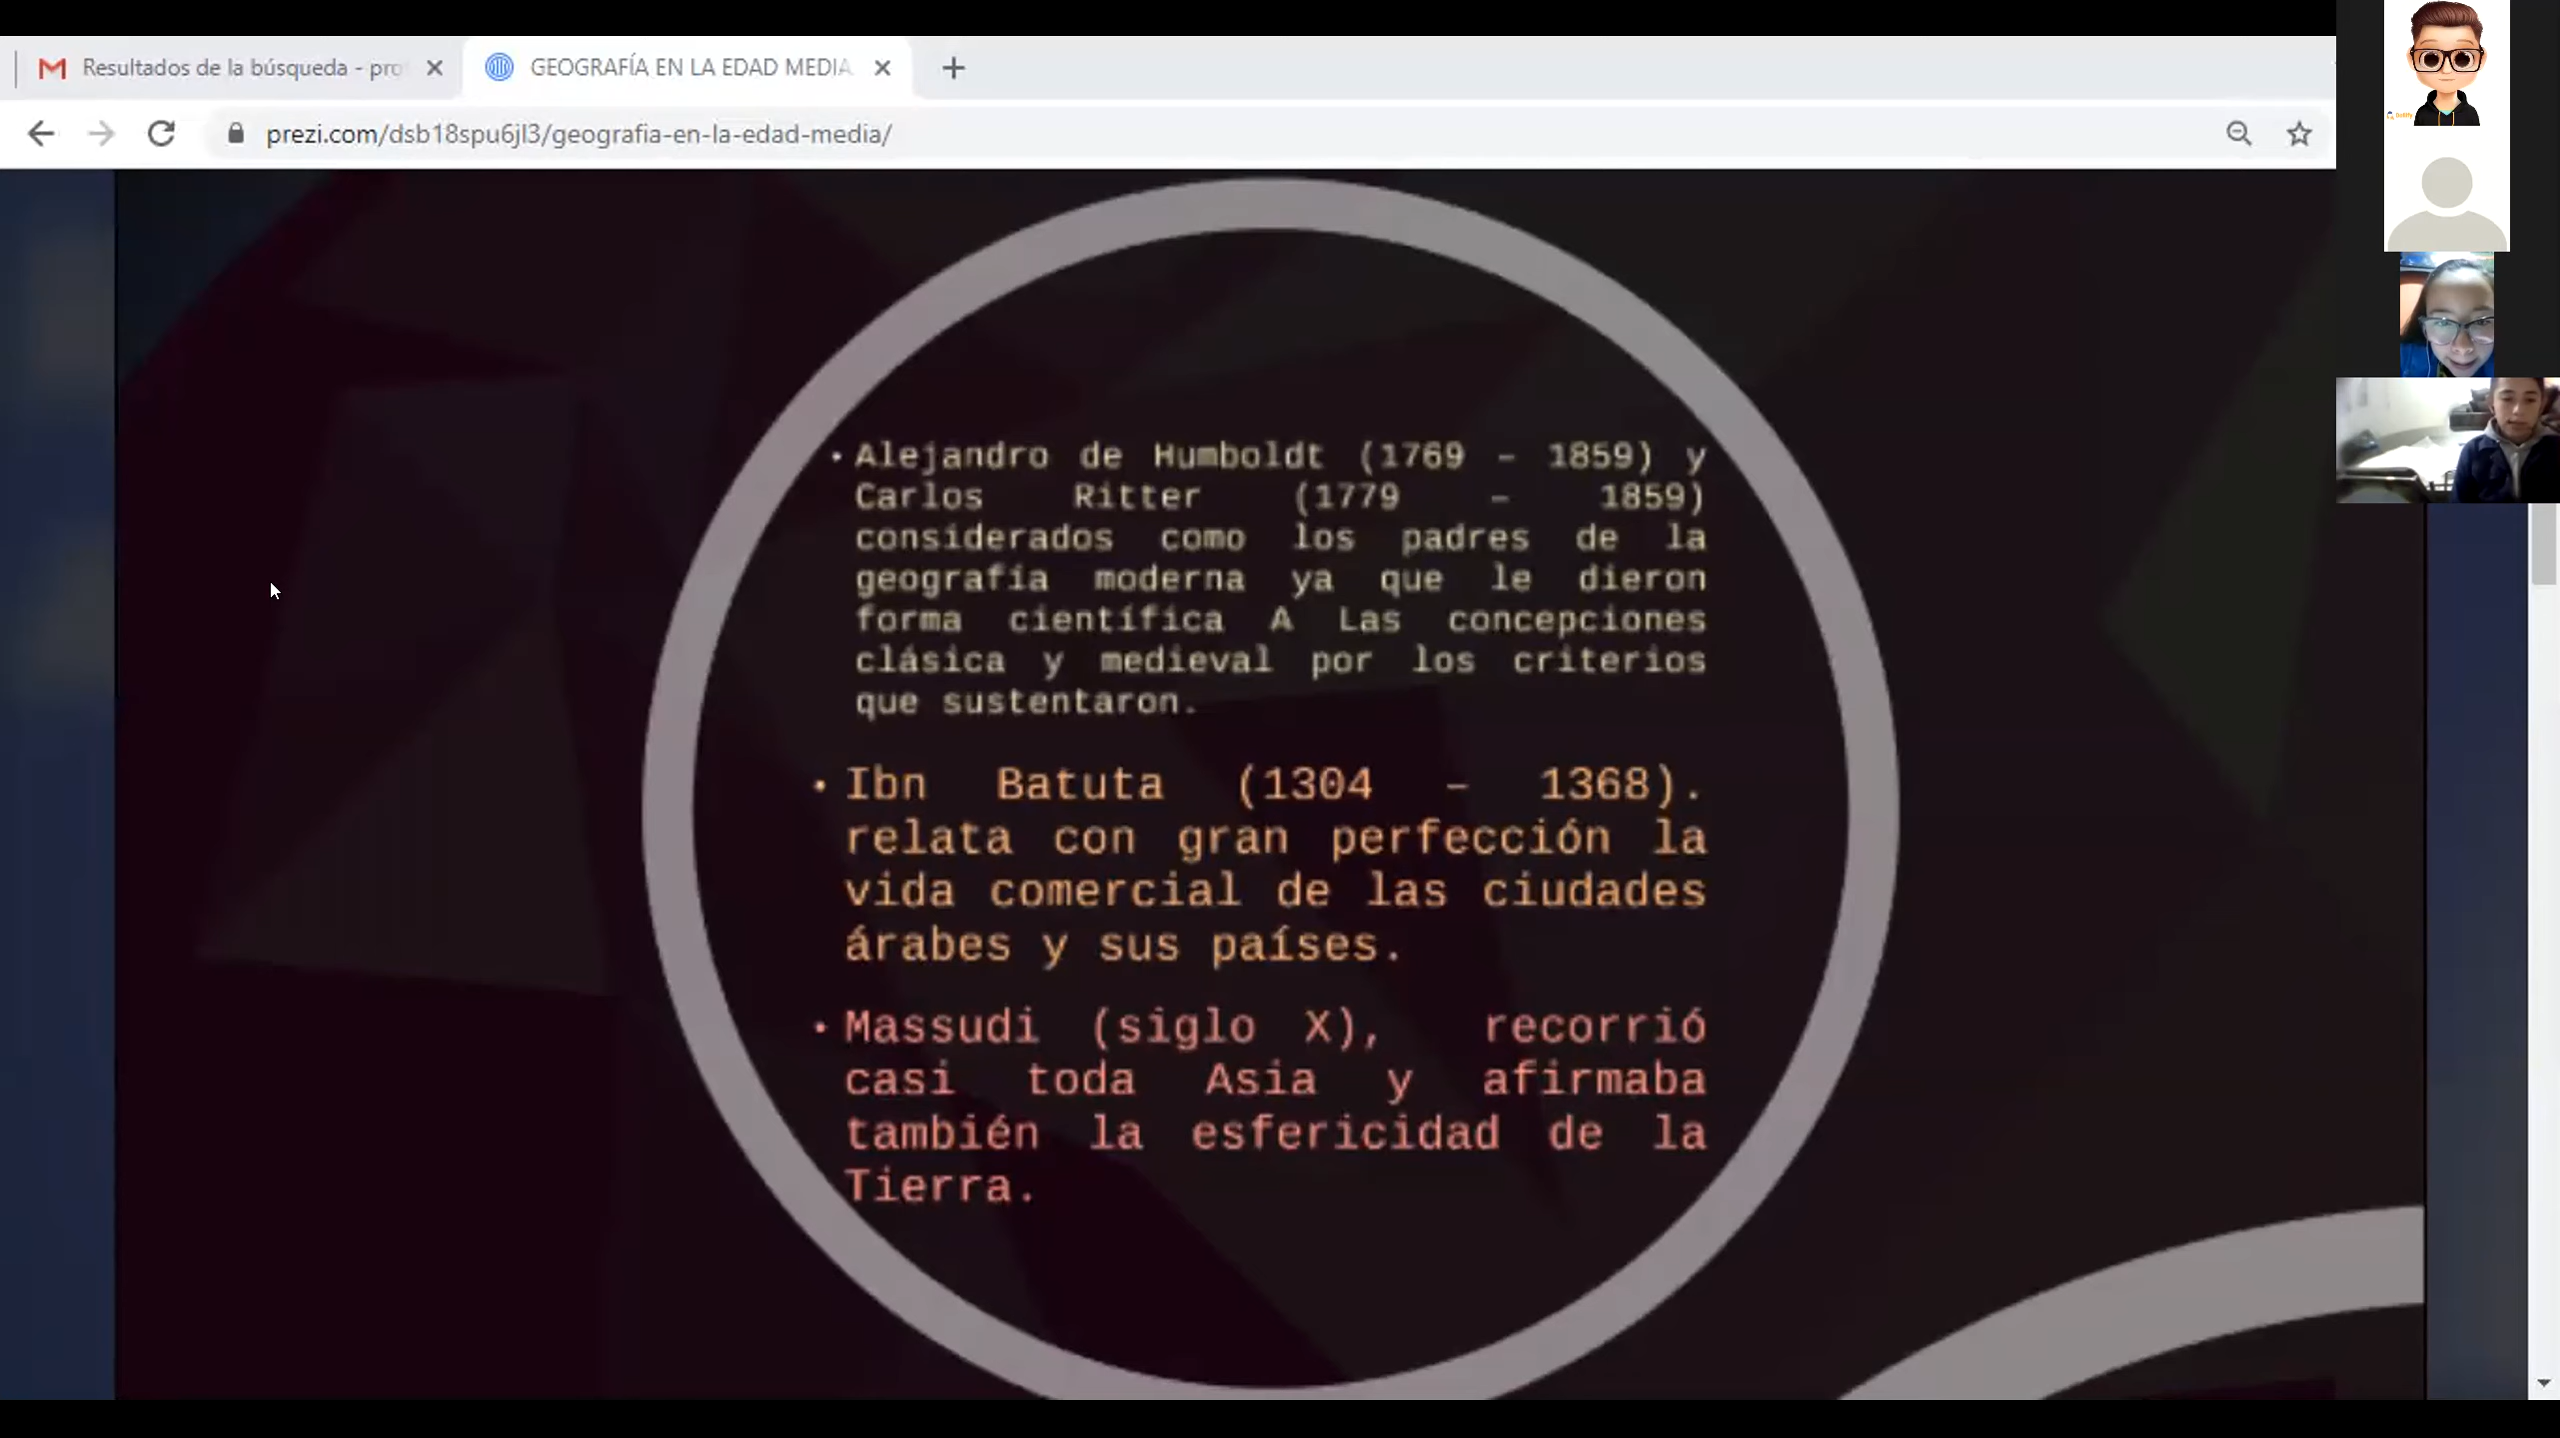 Resultados de la búsqueda - pro
GEOGRAFÍA EN LA EDAD MEDIA
prezi.com/dsb18spu6jl3/geografia-en-la-edad-media/
• Alejandro de Humboldt (1769 – 1859) y
Carlos Ritter (1779 – 1859)
considerados como los padres de la
geografía moderna ya que le dieron
forma científica A Las concepciones
clásica y medieval por los criterios
que sustentaron.
• Ibn Batuta (1304 – 1368).
relata con gran perfección la
vida comercial de las ciudades
árabes y sus países.
• Massudi (siglo X), recorrió
casi toda Asia y afirmaba
también la esfericidad de la
Tierra.